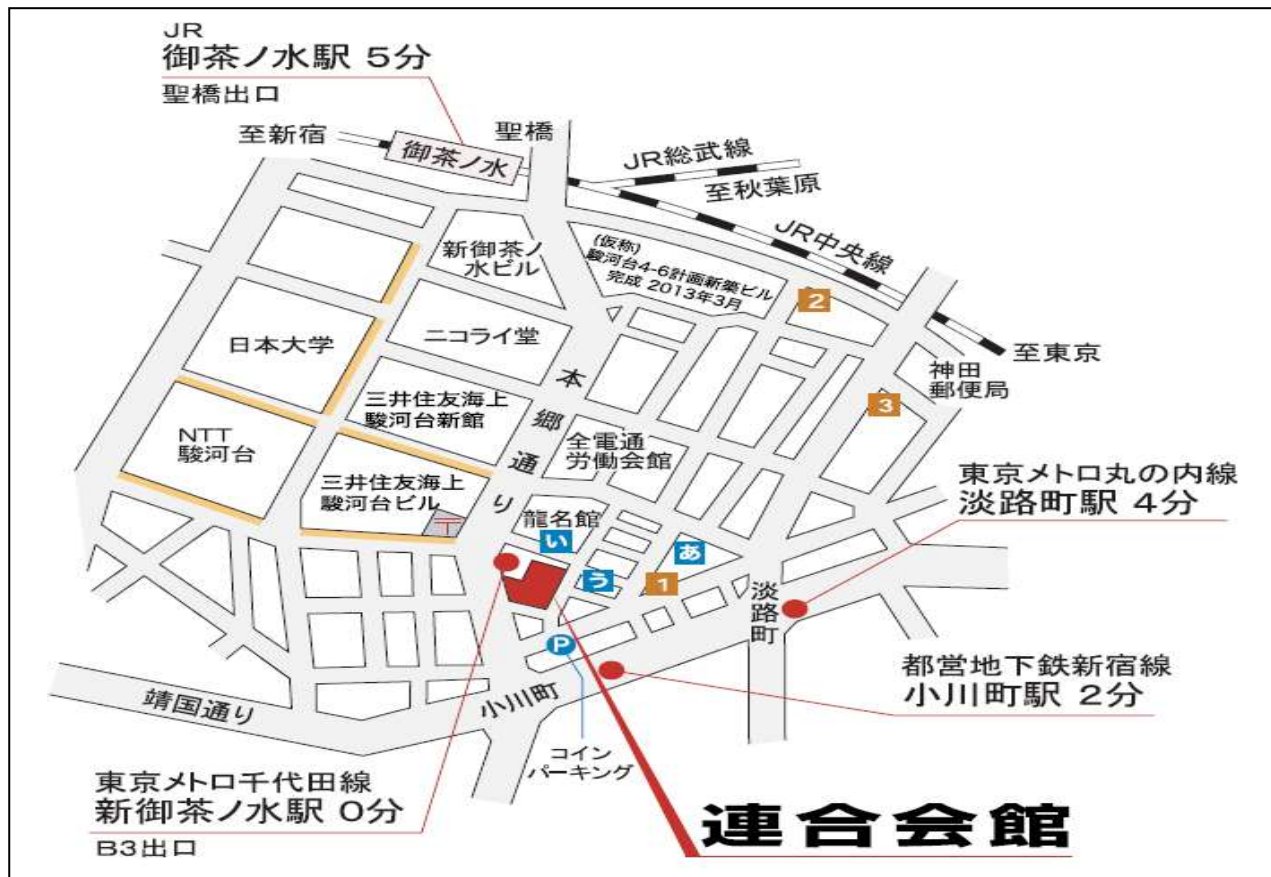 JR
御茶ノ水駅 5分
聖橋出口
至新宿
御茶ノ水
聖橋
JR総武線
至秋葉原
JR中央線
新御茶ノ
水ビル
(仮称)
駿河台4-6計画新築ビル
完成 2013年3月
2
至東京
神田
郵便局
日本大学
ニコライ堂
3
本郷通り
三井住友海上
駿河台新館
NTT
駿河台
全電通
労働会館
東京メトロ丸の内線
淡路町駅 4分
三井住友海上
駿河台ビル
〒
龍名館
い
あ
う
1
淡路町
P
都営地下鉄新宿線
小川町駅 2分
靖国通り
小川町
コイン
パーキング
東京メトロ千代田線
新御茶ノ水駅 0分
B3出口
連合会館